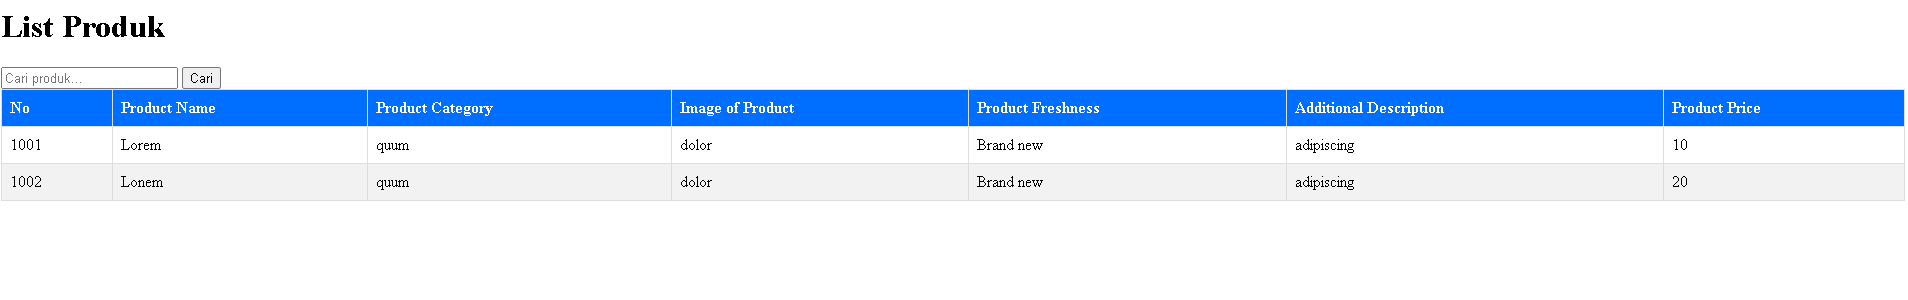 List Produk
Cari produk... Cari
No Product Name Product Category Image of Product Product Freshness Additional Description Product Price
1001 Lorem quum dolor Brand new adipiscing 10
1002 Lonem quum dolor Brand new adipiscing 20